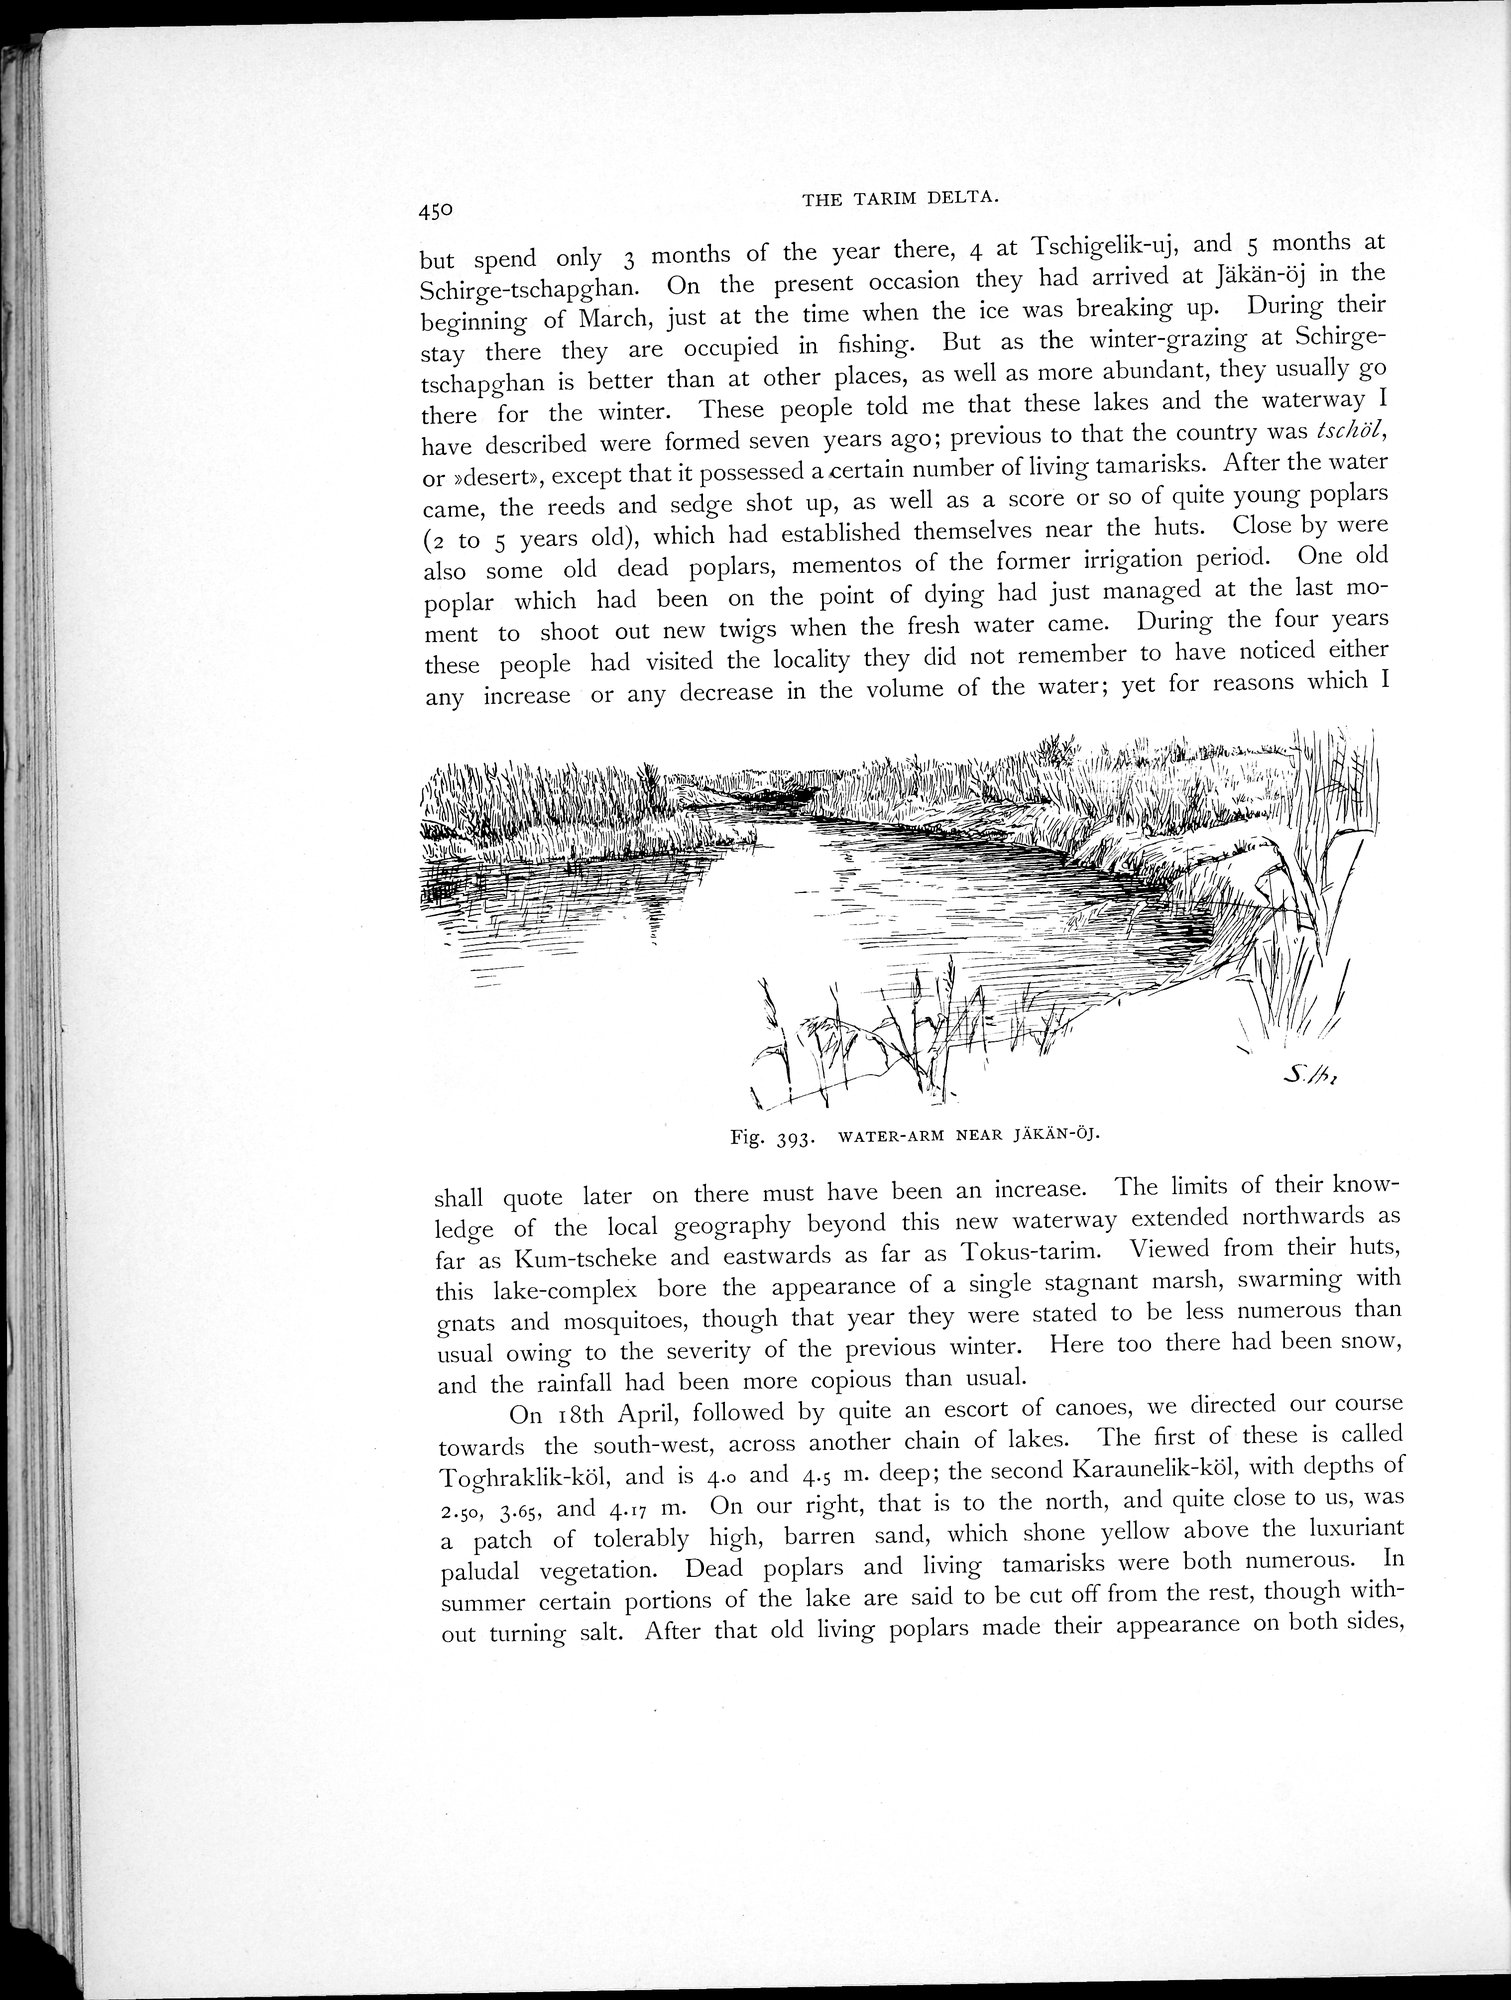 450
THE TARIM DELTA.
but spend only 3 months of the year there, 4 at Tschigelik-uj, and 5 months at
Schirge-tschapghan. On the present occasion they had arrived at Jäkän-öj in the
beginning of March, just at the time when the ice was breaking up. During their
stay there they are occupied in fishing. But as the winter-grazing at Schirge-
tschapghan is better than at other places, as well as more abundant, they usually go
there for the winter. These people told me that these lakes and the waterway I
have described were formed seven years ago; previous to that the country was tschöl,
or »desert», except that it possessed a certain number of living tamarisks. After the water
came, the reeds and sedge shot up, as well as a score or so of quite young poplars
(2 to 5 years old), which had established themselves near the huts. Close by were
also some old dead poplars, mementos of the former irrigation period. One old
poplar which had been on the point of dying had just managed at the last mo-
ment to shoot out new twigs when the fresh water came. During the four years
these people had visited the locality they did not remember to have noticed either
any increase or any decrease in the volume of the water; yet for reasons which I
Fig. 393. WATER-ARM NEAR JÄKÄN-ÖJ.
shall quote later on there must have been an increase. The limits of their know-
ledge of the local geography beyond this new waterway extended northwards as
far as Kum-tscheke and eastwards as far as Tokus-tarim. Viewed from their huts,
this lake-complex bore the appearance of a single stagnant marsh, swarming with
gnats and mosquitoes, though that year they were stated to be less numerous than
usual owing to the severity of the previous winter. Here too there had been snow,
and the rainfall had been more copious than usual.
On 18th April, followed by quite an escort of canoes, we directed our course
towards the south-west, across another chain of lakes. The first of these is called
Toghraklik-köl, and is 4.0 and 4.5 m. deep; the second Karaunelik-köl, with depths of
2.50, 3.65, and 4.17 m. On our right, that is to the north, and quite close to us, was
a patch of tolerably high, barren sand, which shone yellow above the luxuriant
paludal vegetation. Dead poplars and living tamarisks were both numerous. In
summer certain portions of the lake are said to be cut off from the rest, though with-
out turning salt. After that old living poplars made their appearance on both sides,